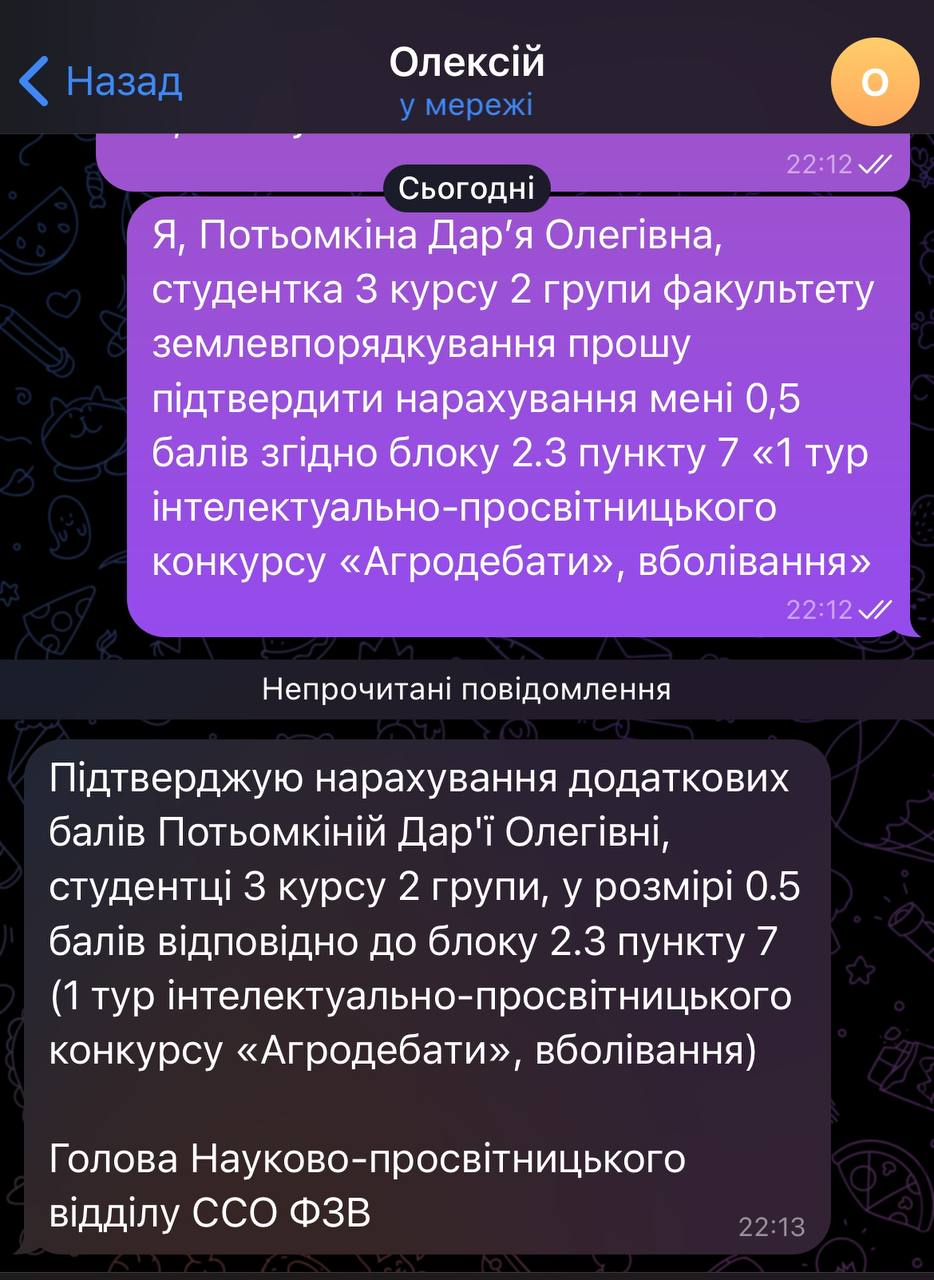 Назад
Олексій
у мережі
О
22:12
Сьогодні
Я, Потьомкіна Дар’я Олегівна,
студентка 3 курсу 2 групи факультету
землевпорядкування прошу
підтвердити нарахування мені 0,5
балів згідно блоку 2.3 пункту 7 «1 тур
інтелектуально-просвітницького
конкурсу «Агродебати», вболівання»
22:12
Непрочитані повідомлення
Підтверджую нарахування додаткових
балів Потьомкіній Дар'ї Олегівні,
студентці 3 курсу 2 групи, у розмірі 0.5
балів відповідно до блоку 2.3 пункту 7
(1 тур інтелектуально-просвітницького
конкурсу «Агродебати», вболівання)
Голова Науково-просвітницького
відділу ССО ФЗВ
22:13